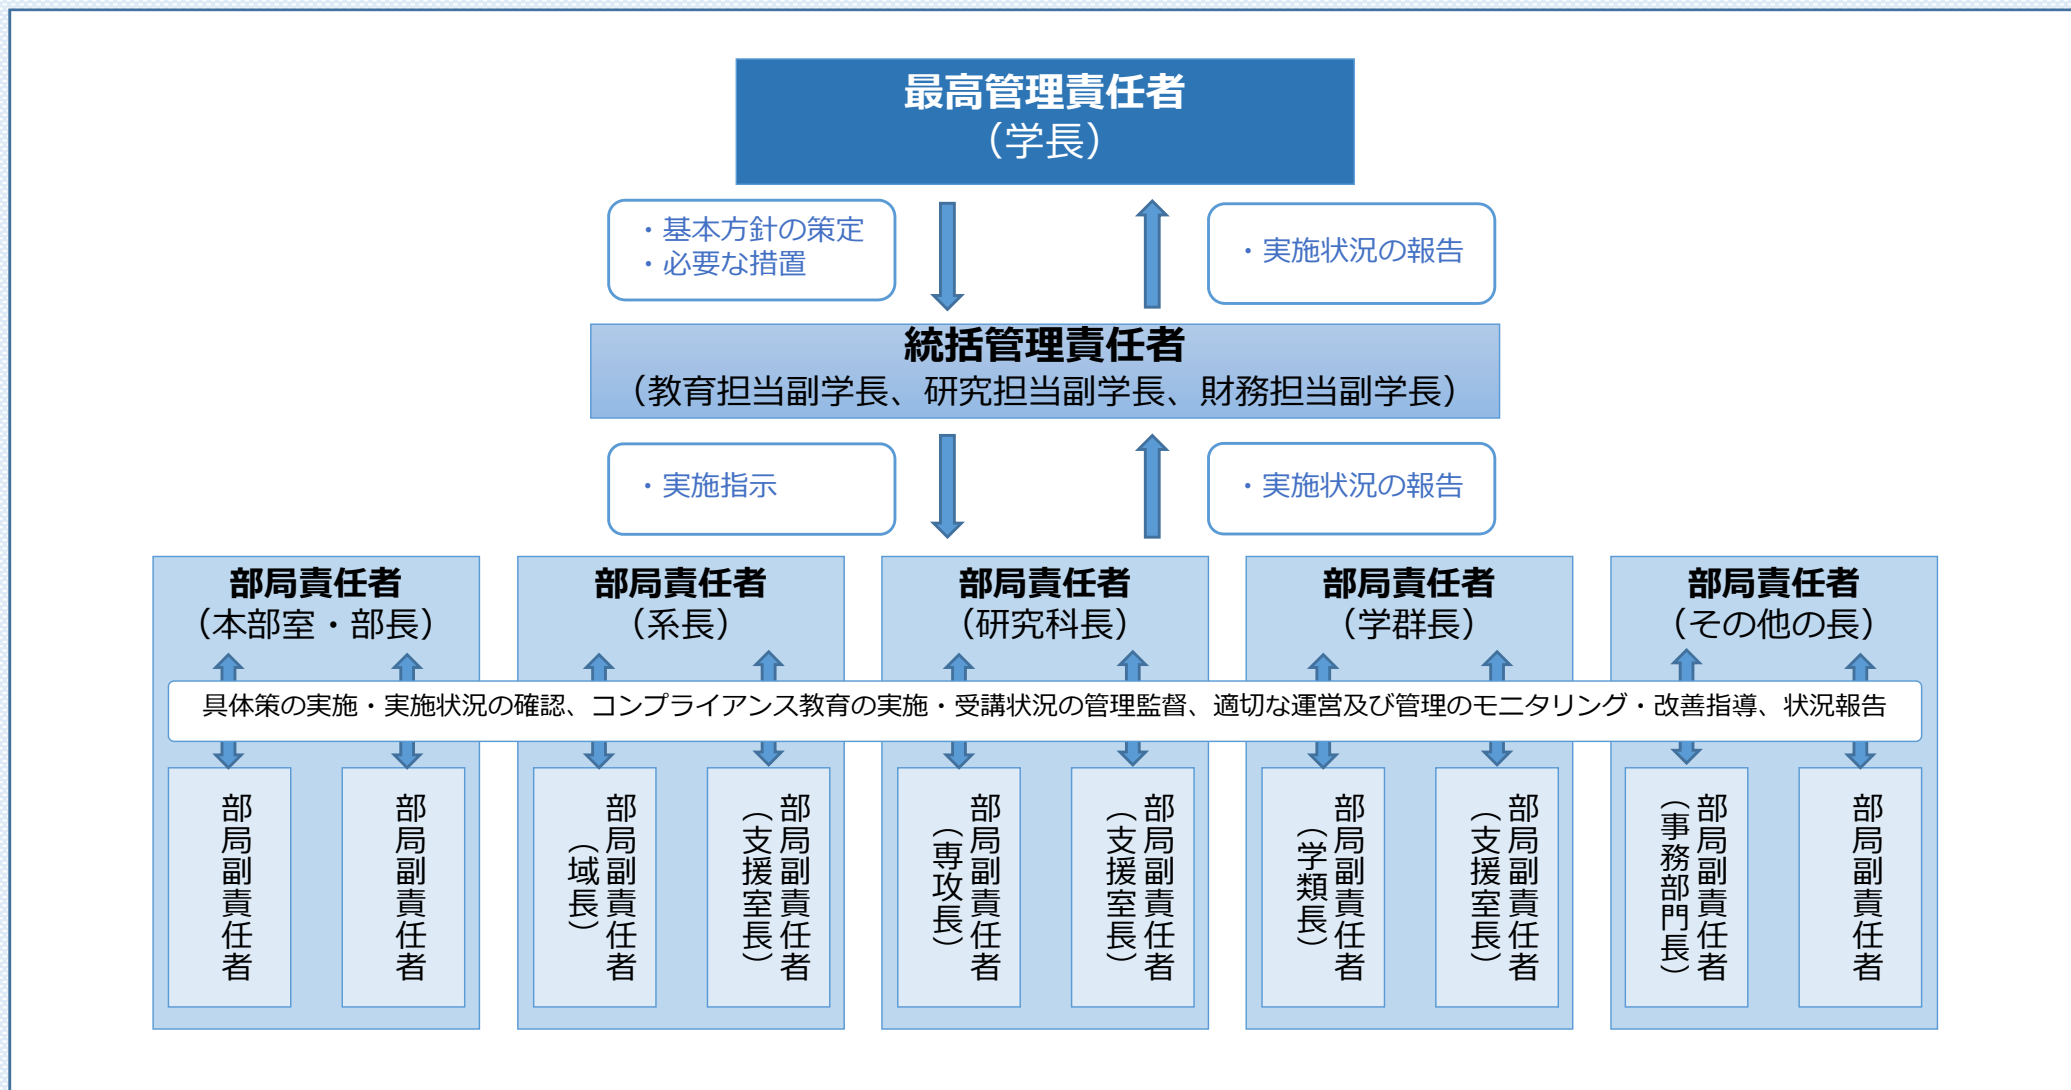 最高管理責任者
（学長）
・基本方針の策定
・必要な措置
・実施状況の報告
統括管理責任者
（教育担当副学長、研究担当副学長、財務担当副学長）
・実施指示
・実施状況の報告
部局責任者
（本部室・部長）
部局責任者
（系長）
部局責任者
（研究科長）
部局責任者
（学群長）
部局責任者
（その他の長）
具体策の実施・実施状況の確認、コンプライアンス教育の実施・受講状況の管理監督、適切な運営及び管理のモニタリング・改善指導、状況報告
部局副責任者
部局副責任者
部局副責任者
（域長）
部局副責任者
（支援室長）
部局副責任者
（専攻長）
部局副責任者
（支援室長）
部局副責任者
（学類長）
部局副責任者
（支援室長）
部局副責任者
（事務部門長）
部局副責任者